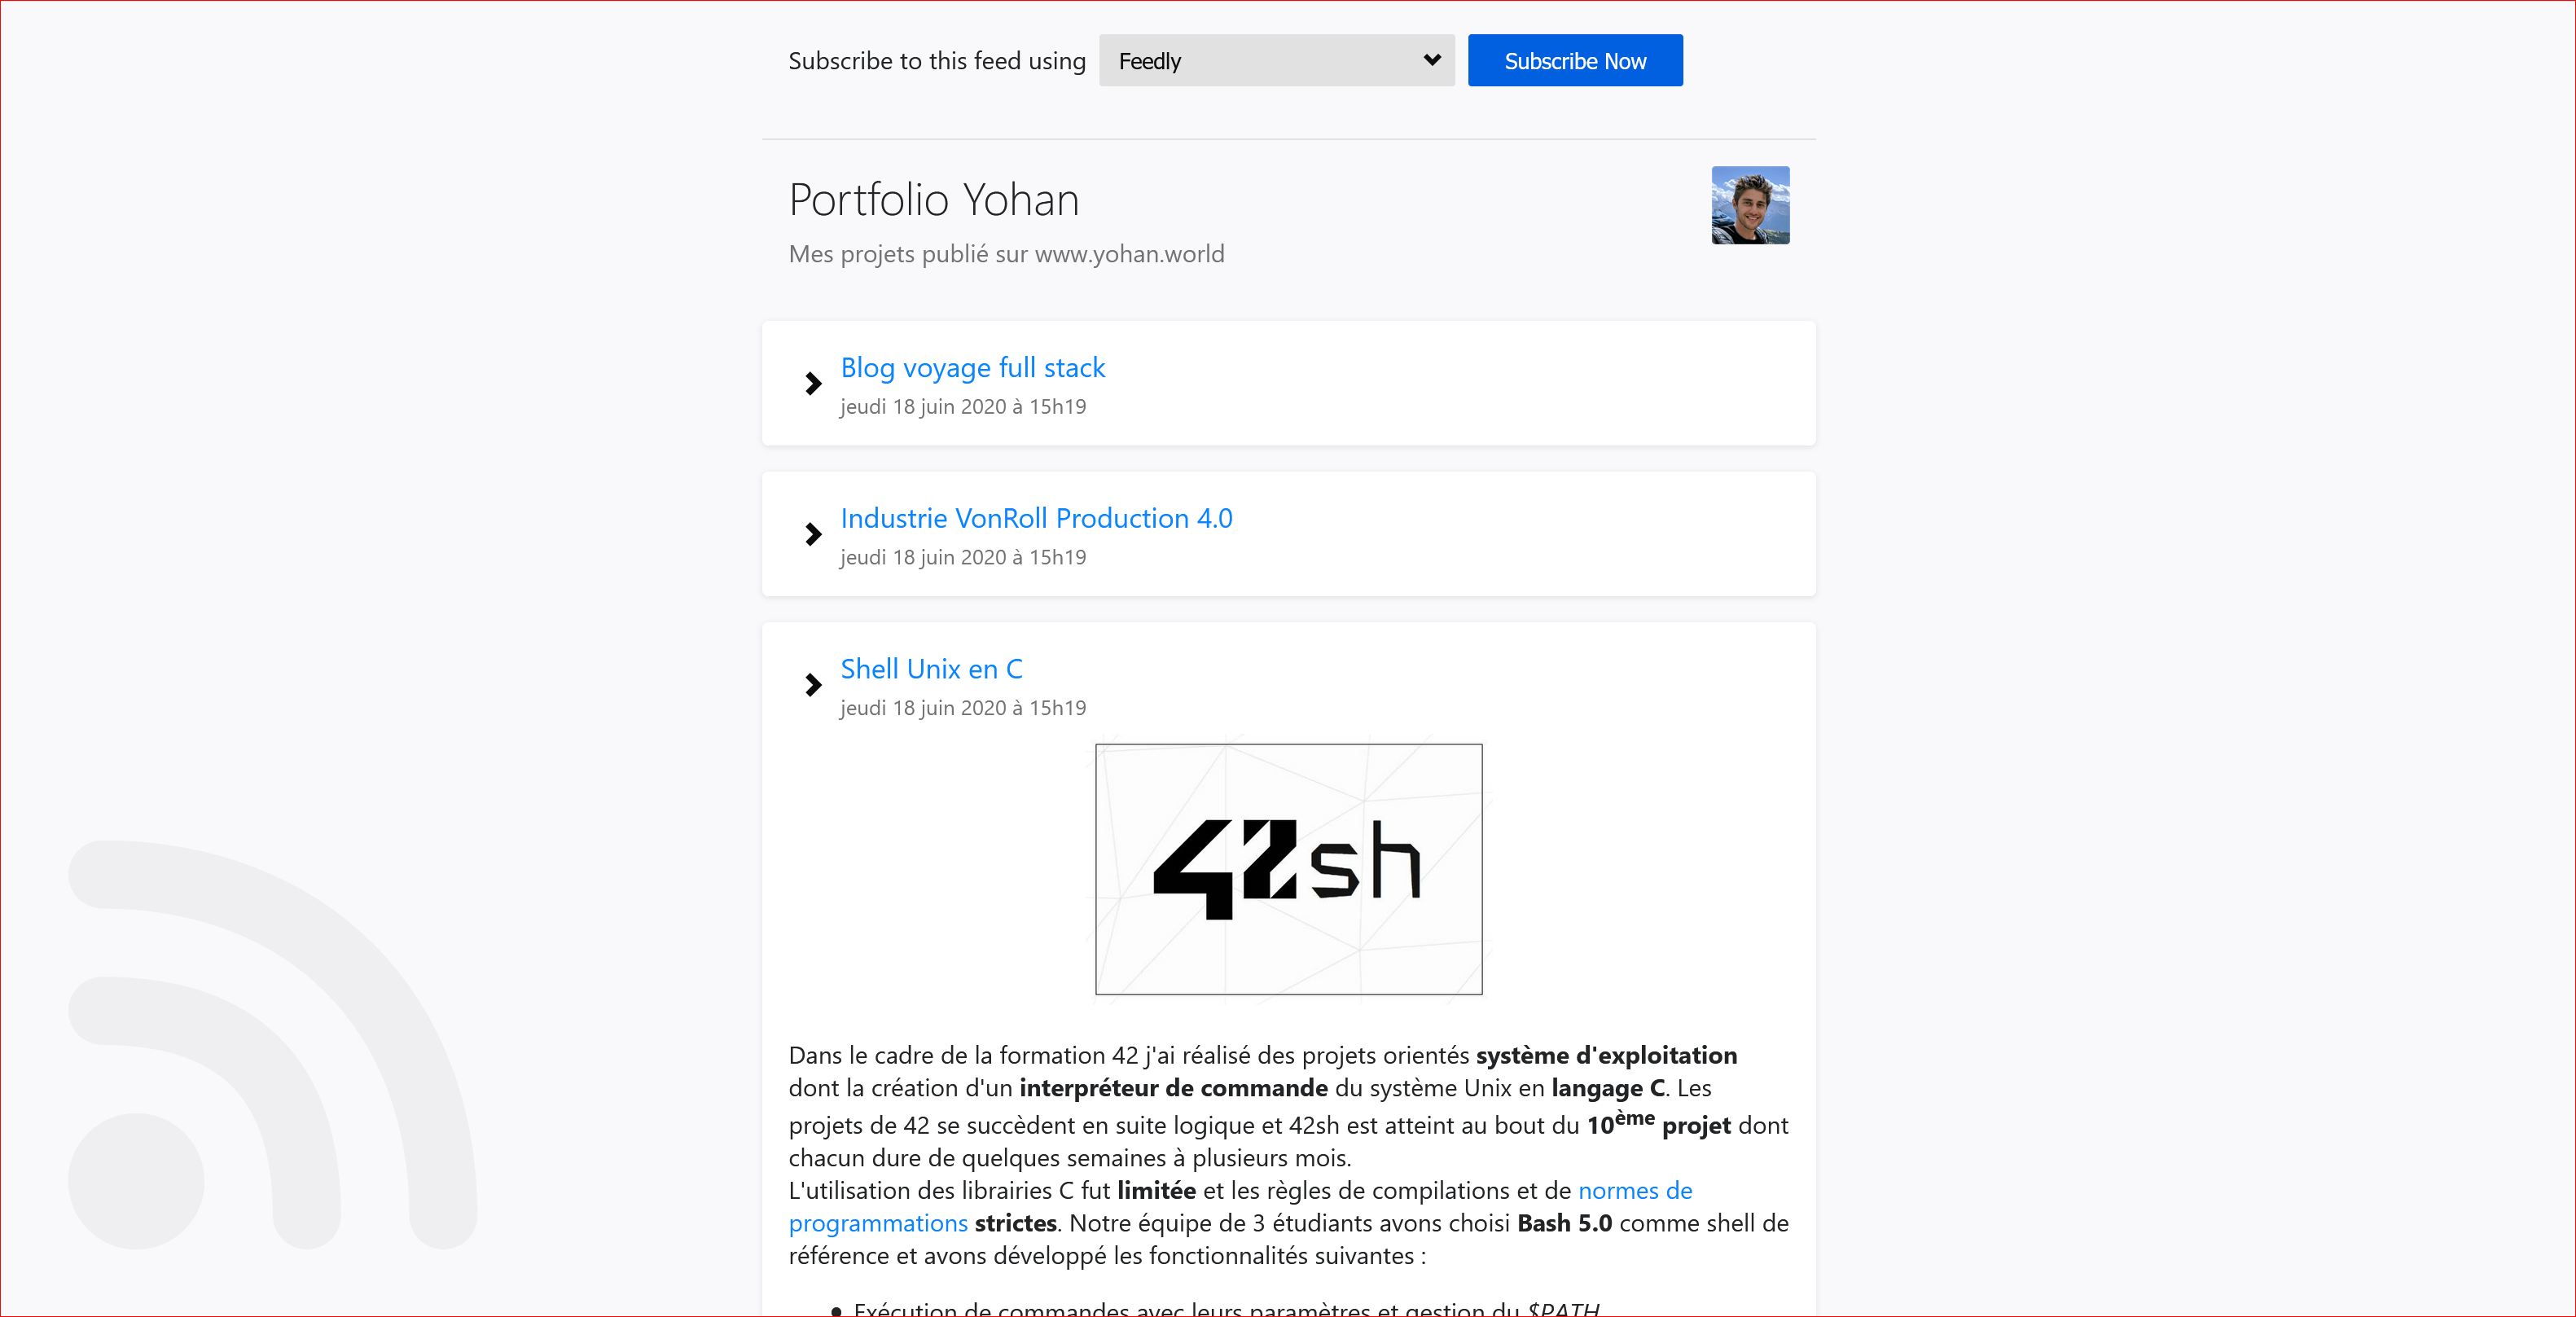 Subscribe to this feed using Feedly Subscribe Now
Portfolio Yohan
Mes projets publié sur www.yohan.world
Blog voyage full stack
jeudi 18 juin 2020 à 15h19
Industrie VonRoll Production 4.0
jeudi 18 juin 2020 à 15h19
Shell Unix en C
jeudi 18 juin 2020 à 15h19
42sh
Dans le cadre de la formation 42 j'ai réalisé des projets orientés système d'exploitation
dont la création d'un interpréteur de commande du système Unix en langage C. Les
projets de 42 se succèdent en suite logique et 42sh est atteint au bout du 10ème projet dont
chacun dure de quelques semaines à plusieurs mois.
L'utilisation des librairies C fut limitée et les règles de compilations et de normes de
programmations strictes. Notre équipe de 3 étudiants avons choisi Bash 5.0 comme shell de
référence et avons développé les fonctionnalités suivantes :
• Exécution de commandes avec leurs paramètres et gestion du $PATH